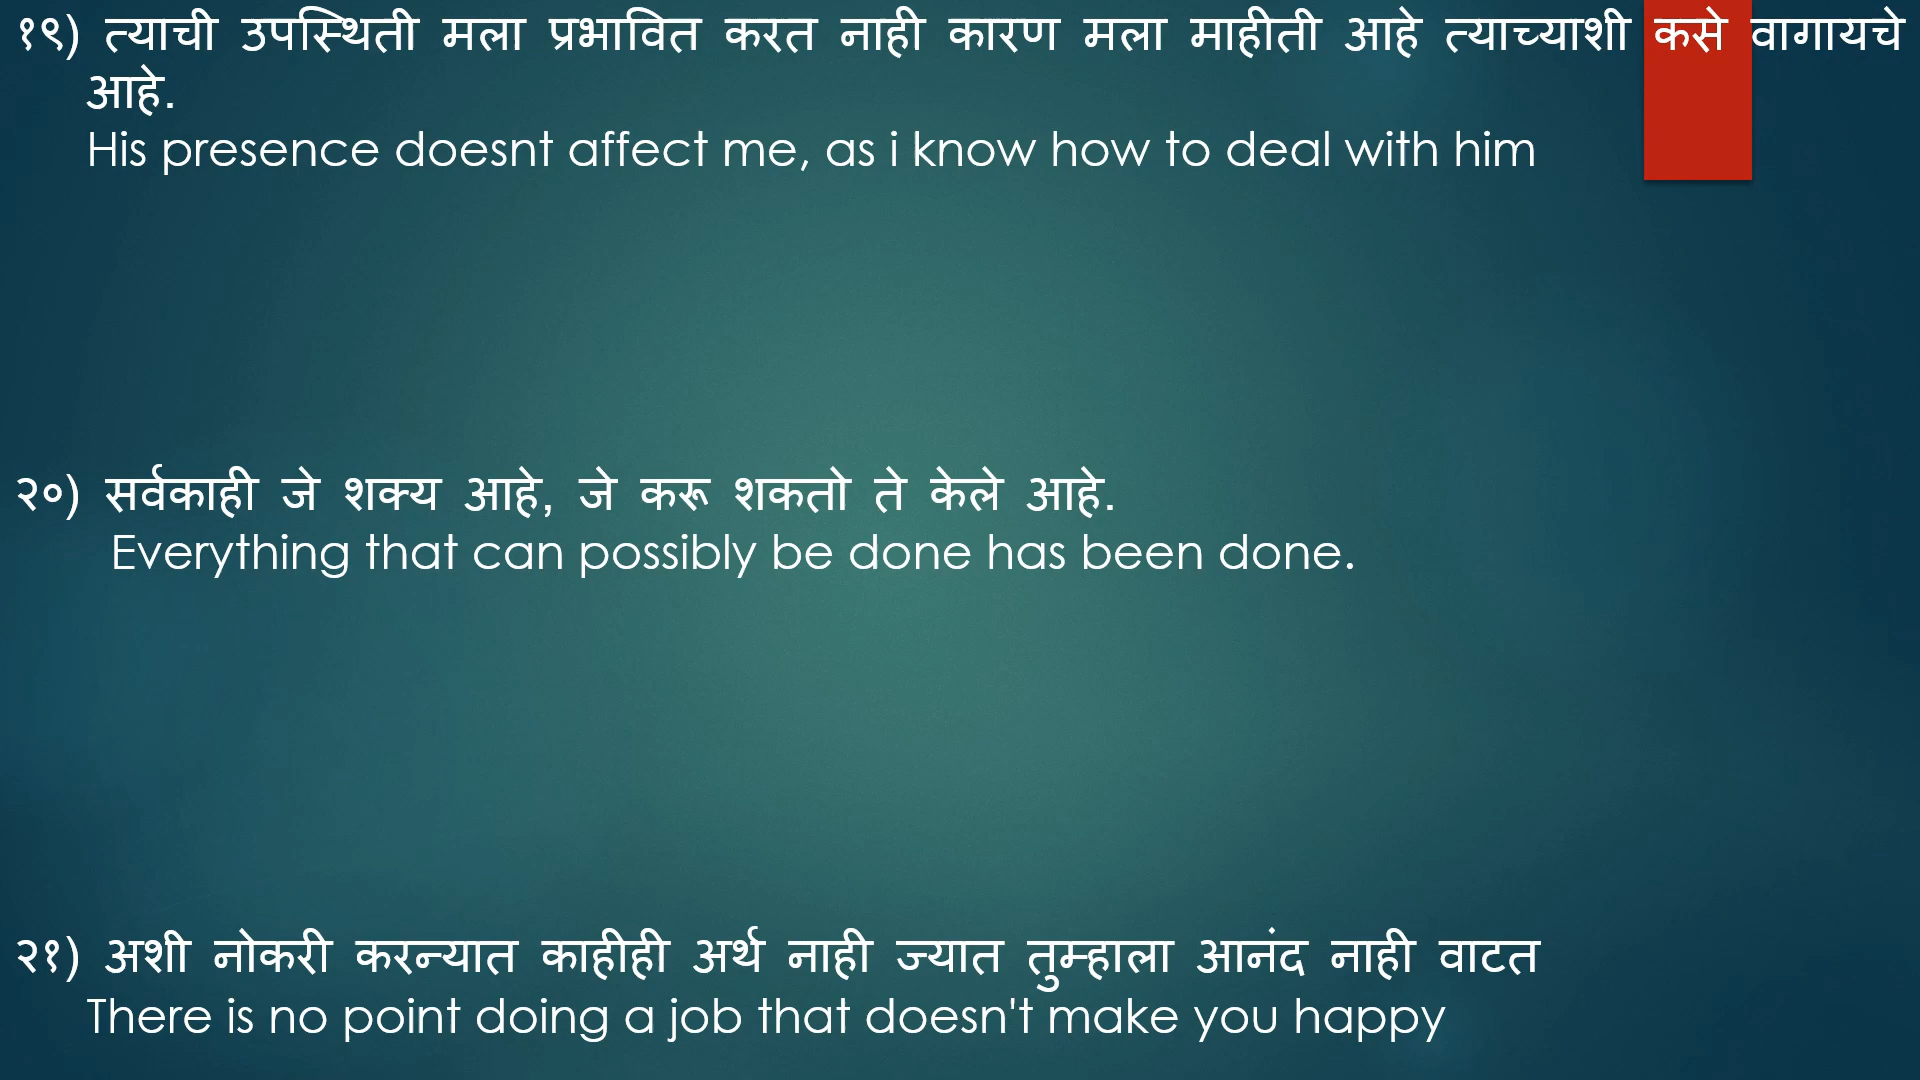 १९) त्याची उपस्थिती मला प्रभावित करत नाही कारण मला माहीती आहे त्याच्याशी कसे वागायचे
आहे.
His presence doesnt affect me, as i know how to deal with him
२०) सर्वकाही जे शक्य आहे, जे करू शकतो ते केले आहे.
Everything that can possibly be done has been done.
२१) अशी नोकरी करन्यात काहीही अर्थ नाही ज्यात तुम्हाला आनंद नाही वाटत
There is no point doing a job that doesn't make you happy